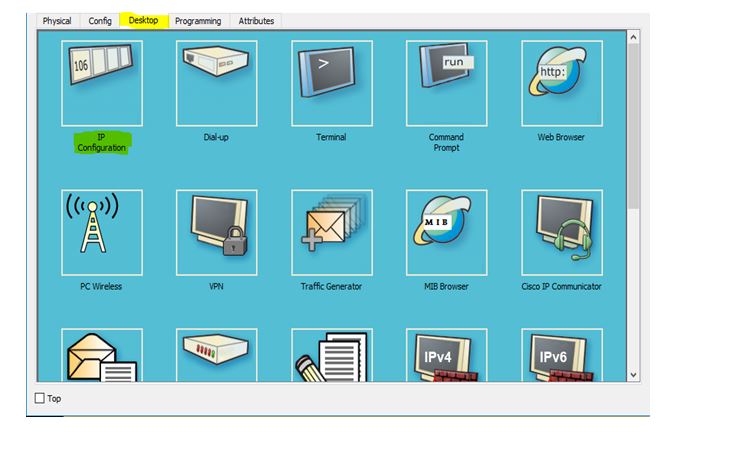 Physical Config Desktop Programming Attributes
106
>
run
http:
IP
Configuration
Dial-up
Terminal
Command
Prompt
Web Browser
MIB
PC Wireless
VPN
Traffic Generator
MIB Browser
Cisco IP Communicator
IPv4
IPv6
Top